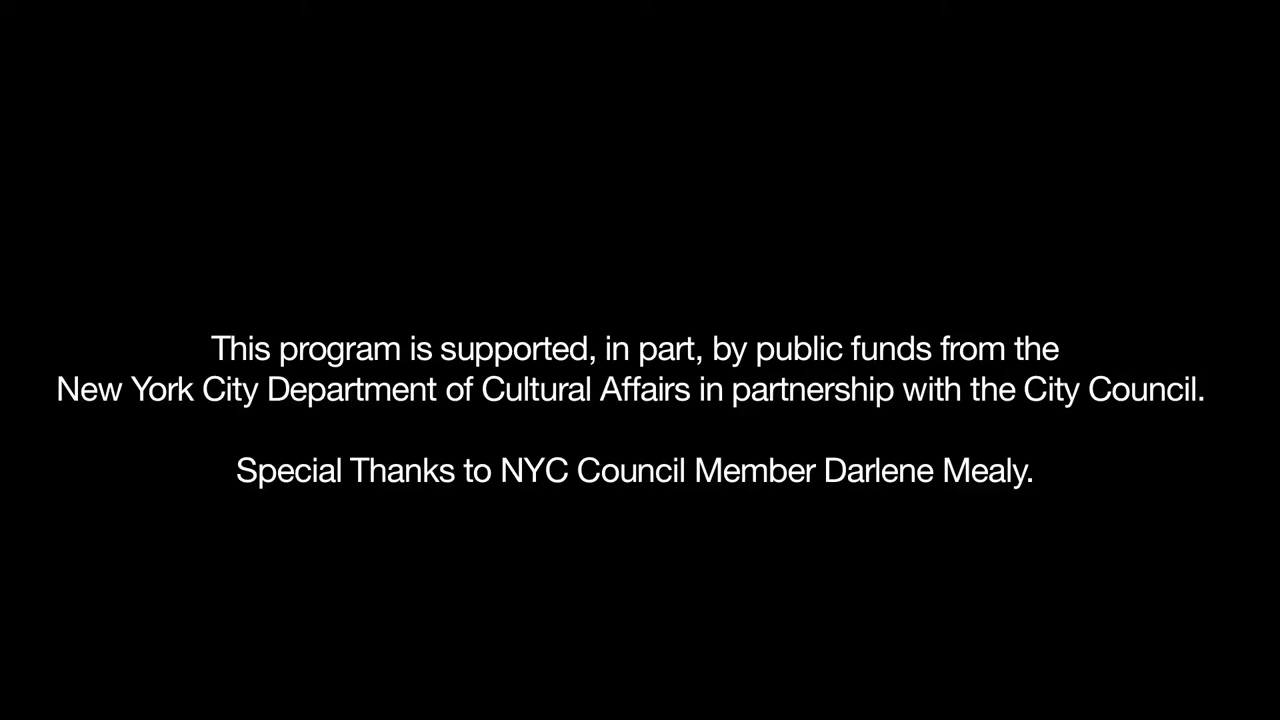 This program is supported, in part, by public funds from the
New York City Department of Cultural Affairs in partnership with the City Council.
Special Thanks to NYC Council Member Darlene Mealy.